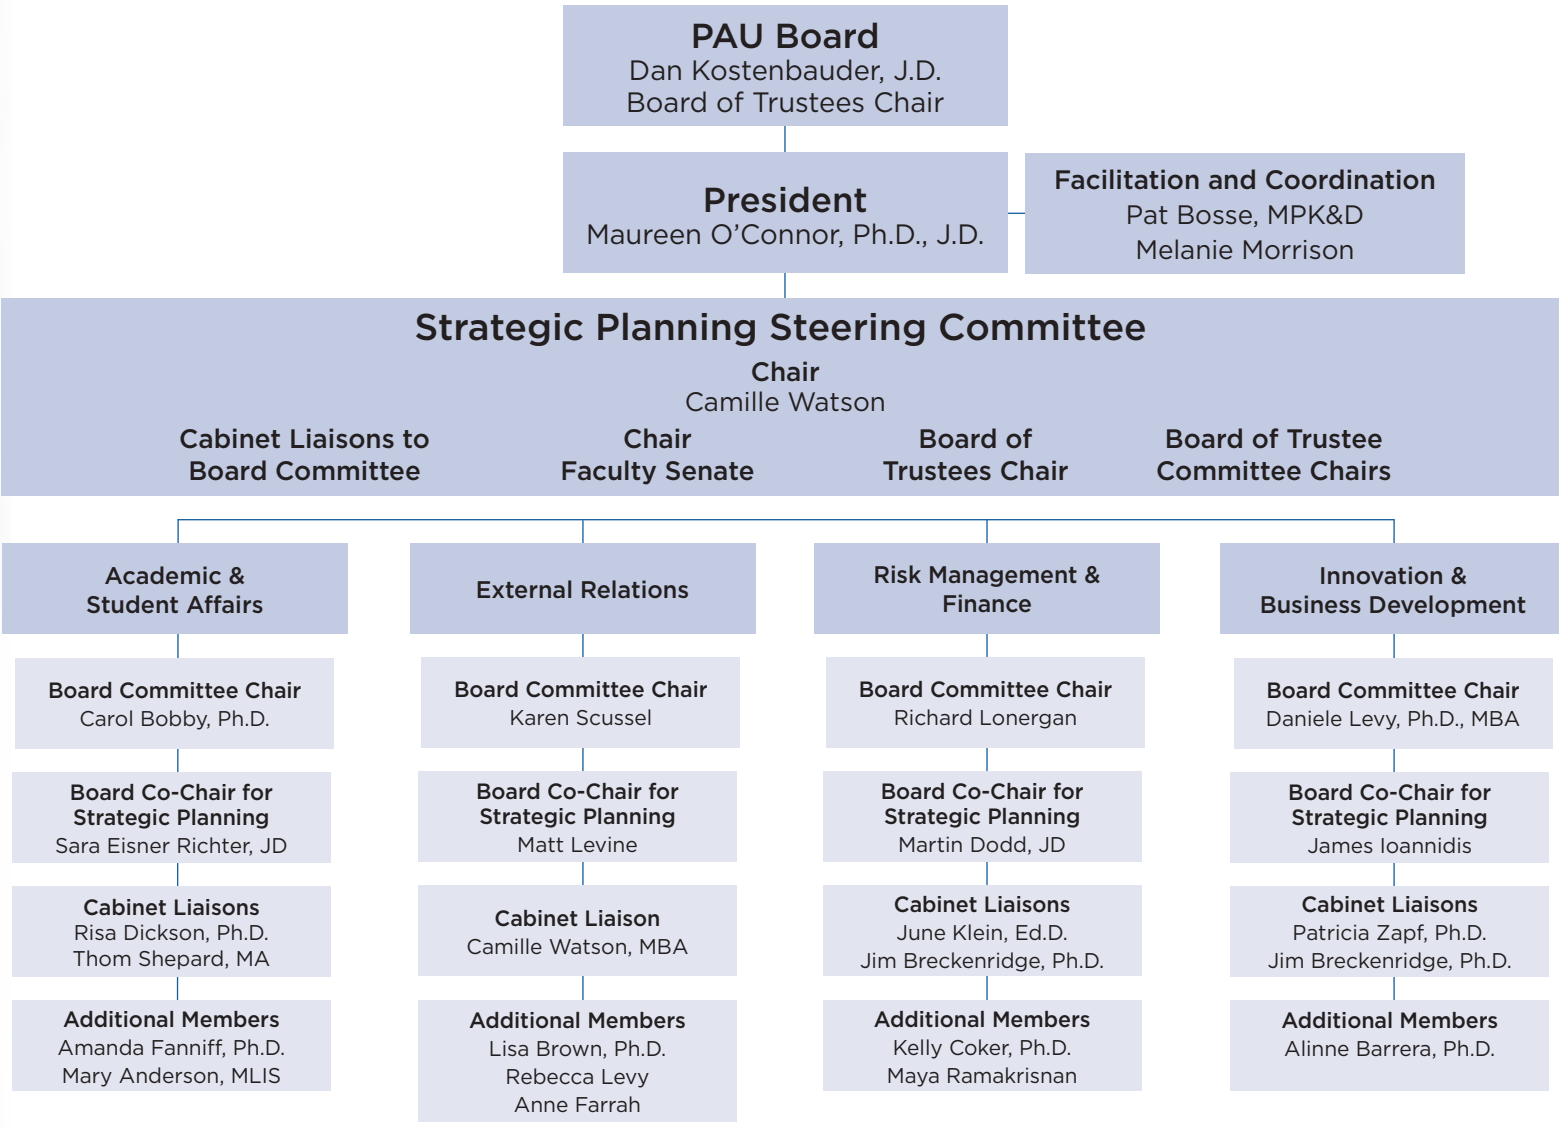 PAU Board
Dan Kostenbauder, J.D.
Board of Trustees Chair
President
Maureen O’Connor, Ph.D., J.D.
Facilitation and Coordination
Pat Bosse, MPK&D
Melanie Morrison
Strategic Planning Steering Committee
Chair
Camille Watson
Cabinet Liaisons to
Board Committee
Chair
Faculty Senate
Board of
Trustees Chair
Board of Trustee
Committee Chairs
Academic &
Student Affairs
Board Committee Chair
Carol Bobby, Ph.D.
Board Co-Chair for
Strategic Planning
Sara Eisner Richter, JD
Cabinet Liaisons
Risa Dickson, Ph.D.
Thom Shepard, MA
Additional Members
Amanda Fanniff, Ph.D.
Mary Anderson, MLIS
External Relations
Board Committee Chair
Karen Scussel
Board Co-Chair for
Strategic Planning
Matt Levine
Cabinet Liaison
Camille Watson, MBA
Additional Members
Lisa Brown, Ph.D.
Rebecca Levy
Anne Farrah
Risk Management &
Finance
Board Committee Chair
Richard Lonergan
Board Co-Chair for
Strategic Planning
Martin Dodd, JD
Cabinet Liaisons
June Klein, Ed.D.
Jim Breckenridge, Ph.D.
Additional Members
Kelly Coker, Ph.D.
Maya Ramakrisnan
Innovation &
Business Development
Board Committee Chair
Daniele Levy, Ph.D., MBA
Board Co-Chair for
Strategic Planning
James Ioannidis
Cabinet Liaisons
Patricia Zapf, Ph.D.
Jim Breckenridge, Ph.D.
Additional Members
Alinne Barrera, Ph.D.